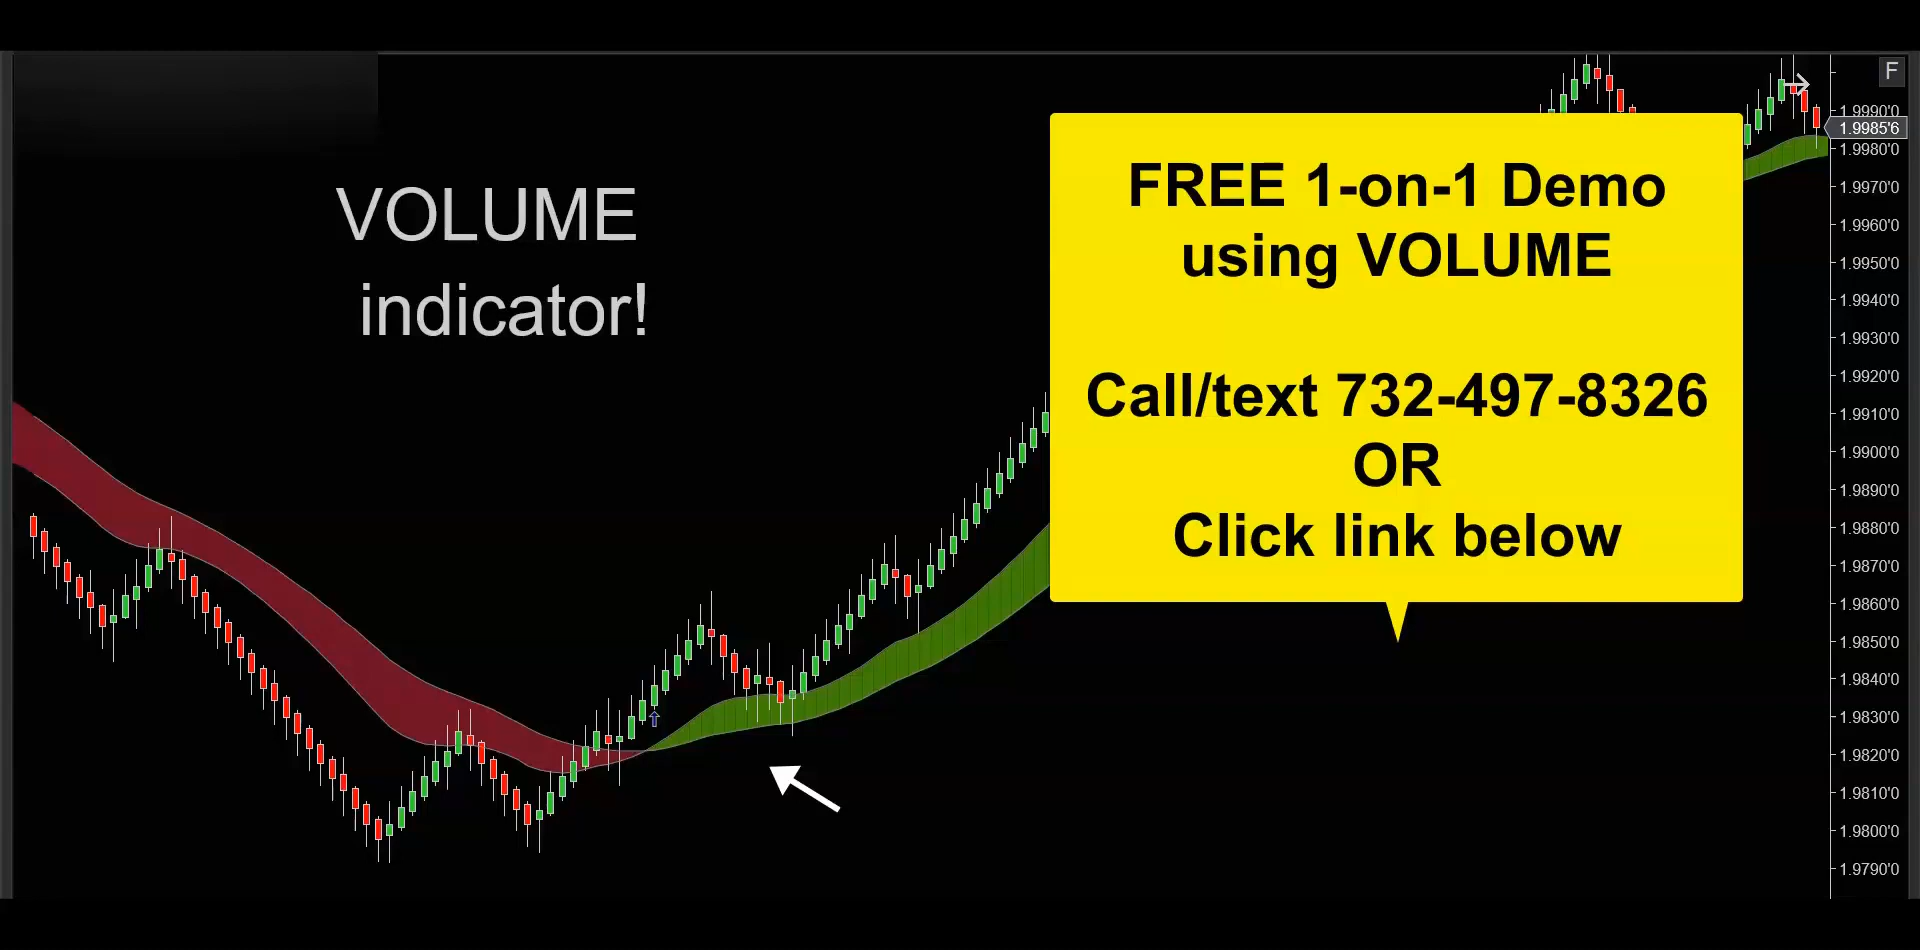 VOLUME
indicator!
FREE 1-on-1 Demo
using VOLUME
Call/text 732-497-8326
OR
Click link below
F
1.9990'0
1.9985'6
1.9980'0
1.9970'0
1.9960'0
1.9950'0
1.9940'0
1.9930'0
1.9920'0
1.9910'0
1.9900'0
1.9890'0
1.9880'0
1.9870'0
1.9860'0
1.9850'0
1.9840'0
1.9830'0
1.9820'0
1.9810'0
1.9800'0
1.9790'0